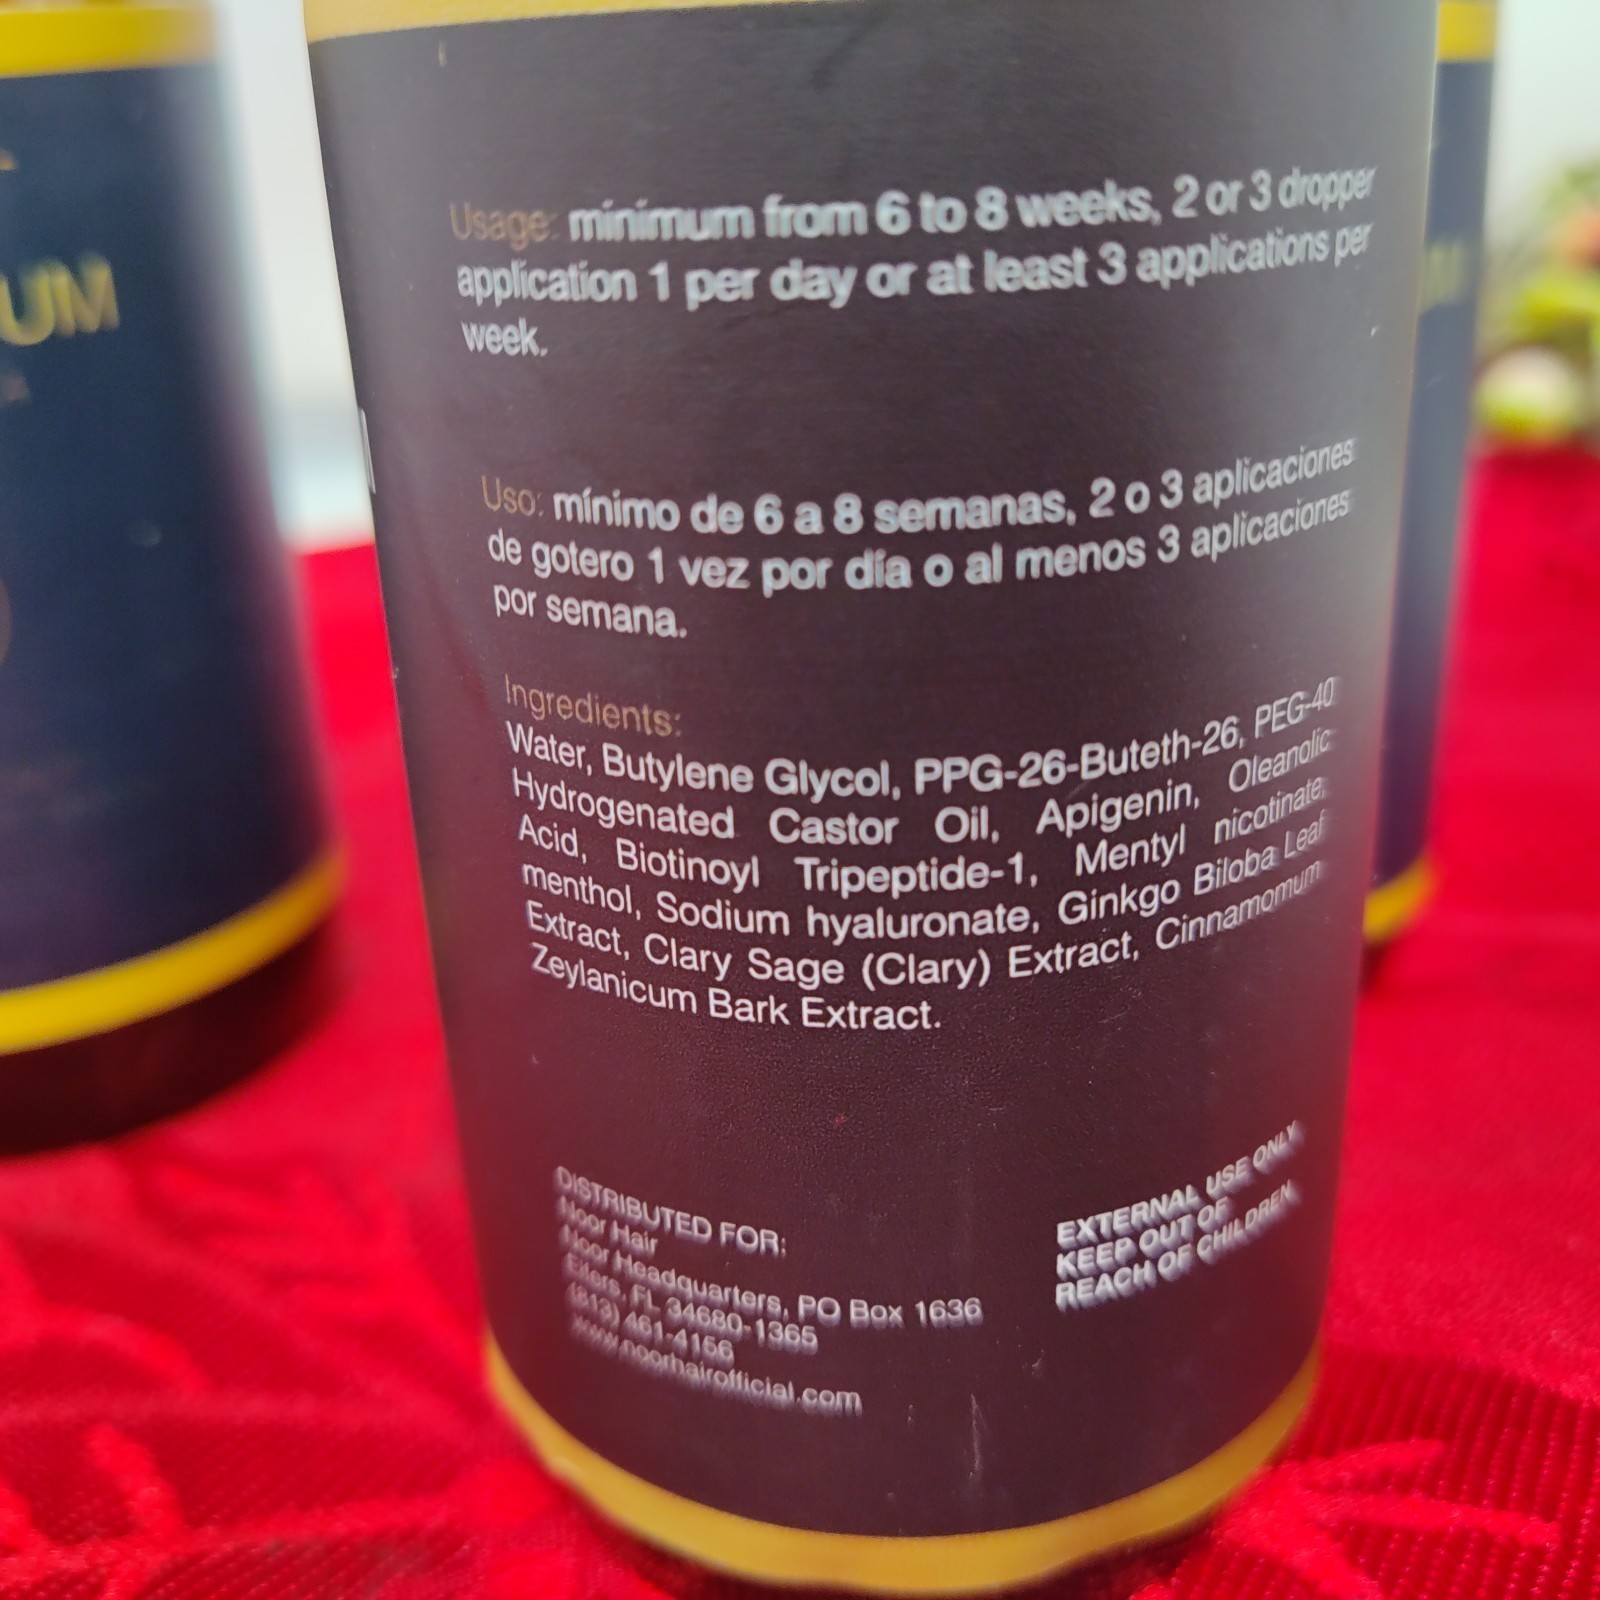 UM
Usage: minimum from 6 to 8 weeks, 2 or 3 dropper
application 1 per day or at least 3 applications per
week.
Uso: mínimo de 6 a 8 semanas, 2 o 3 aplicaciones
de gotero 1 vez por día o al menos 3 aplicaciones
por semana.
Ingredients:
Water, Butylene Glycol, PPG-26-Buteth-26, PEG-40
Hydrogenated Castor Oil, Apigenin, Oleanolic
Acid, Biotinoyl Tripeptide-1, Mentyl nicotinate,
menthol, Sodium hyaluronate, Ginkgo Biloba Leaf
Extract, Clary Sage (Clary) Extract, Cinnamomum
Zeylanicum Bark Extract.
DISTRIBUTED FOR:
Noor Hair
Noor Headquarters, PO Box 1636
Elfers, FL 34680-1365
(813) 461-4156
www.noorhairofficial.com
EXTERNAL USE ONLY
KEEP OUT OF
REACH OF CHILDREN